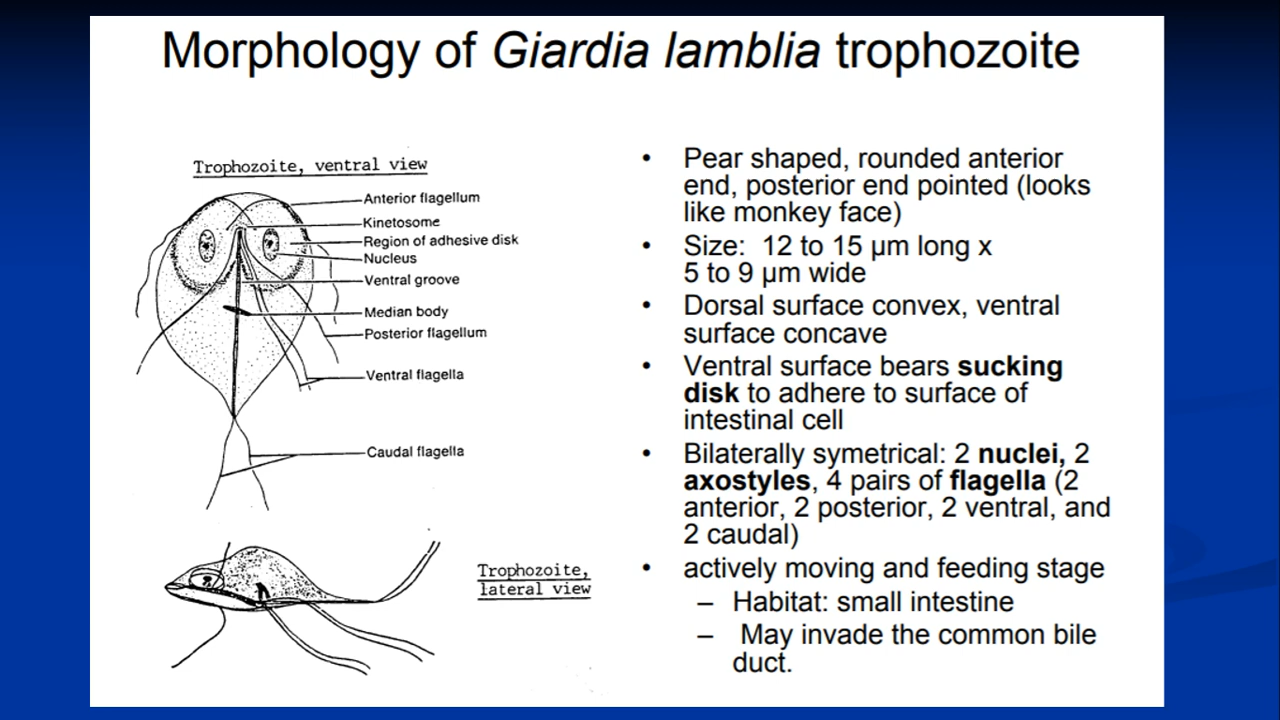 Morphology of Giardia lamblia trophozoite
Trophozoite, ventral view
Anterior flagellum
Kinetosome
Region of adhesive disk
Nucleus
Ventral groove
Median body
Posterior flagellum
Ventral flagella
Caudal flagella
Trophozoite,
lateral view
• Pear shaped, rounded anterior
end, posterior end pointed (looks
like monkey face)
• Size: 12 to 15 µm long x
5 to 9 µm wide
• Dorsal surface convex, ventral
surface concave
• Ventral surface bears sucking
disk to adhere to surface of
intestinal cell
• Bilaterally symetrical: 2 nuclei, 2
axostyles, 4 pairs of flagella (2
anterior, 2 posterior, 2 ventral, and
2 caudal)
• actively moving and feeding stage
– Habitat: small intestine
– May invade the common bile
duct.